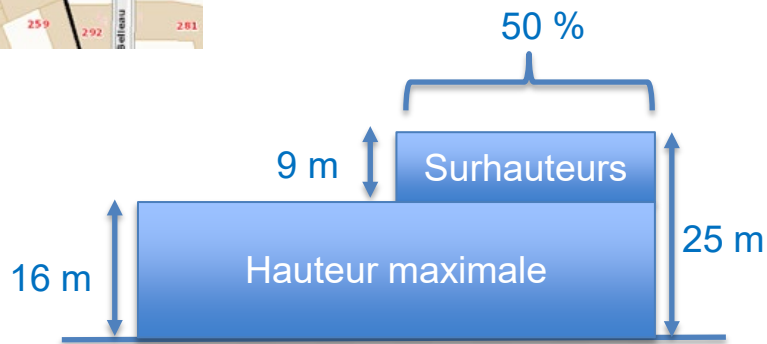 259
292
Belleau
281
50 %
9 m
Surhauteurs
25 m
16 m
Hauteur maximale